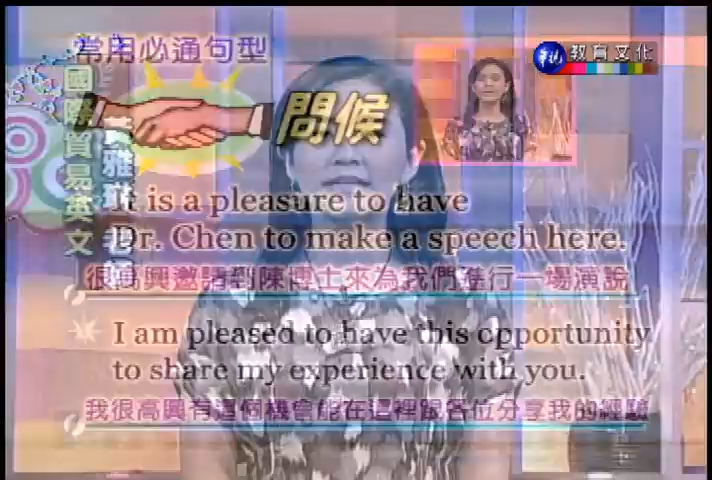 常用必通句型
華視 教育文化
問候
國際貿易英文
It is a pleasure to have
Dr. Chen to make a speech here.
很高興邀請到陳博士來為我們進行一場演說
I am pleased to have this opportunity
to share my experience with you.
我很高興有這個機會能在這裡跟各位分享我的經驗